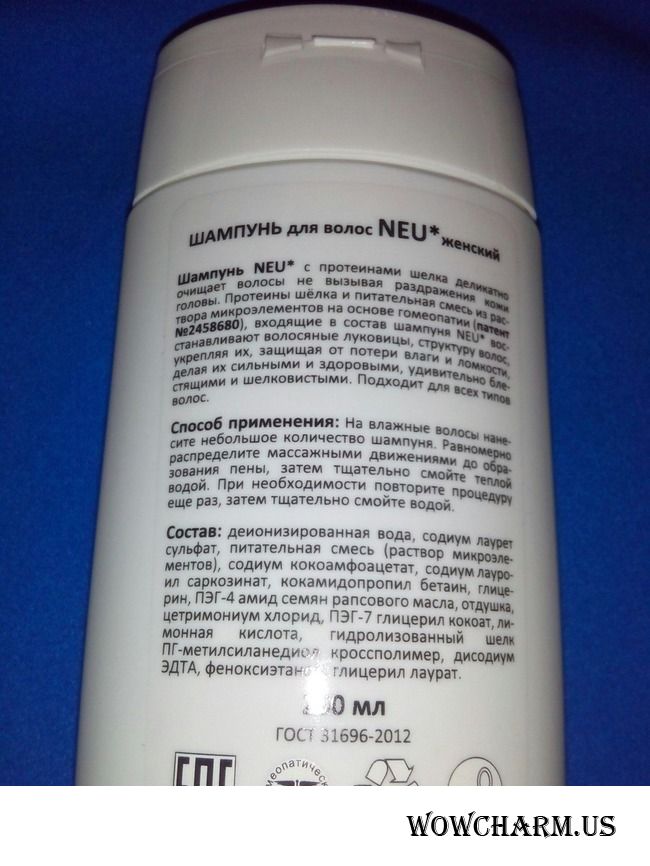 ШАМПУНЬ для волос NEU* женский
Шампунь NEU* с протеинами шелка деликатно
очищает волосы не вызывая раздражения кожи
головы. Протеины шёлка и питательная смесь из рас-
твора микроэлементов на основе гомеопатии (патент
№2458680), входящие в состав шампуня NEU* вос-
станавливают волосяные луковицы, структуру волос,
укрепляя их, защищая от потери влаги и ломкости,
делая их сильными и здоровыми, удивительно бле-
стящими и шелковистыми. Подходит для всех типов
волос.
Способ применения: На влажные волосы нане-
сите небольшое количество шампуня. Равномерно
распределите массажными движениями до обра-
зования пены, затем тщательно смойте теплой
водой. При необходимости повторите процедуру
еще раз, затем тщательно смойте водой.
Состав: деионизированная вода, содиум лаурет
сульфат, питательная смесь (раствор микроэле-
ментов), содиум кокоамфоацетат, содиум лауро-
ил саркозинат, кокамидопропил бетаин, глице-
рин, ПЭГ-4 амид семян рапсового масла, отдушка,
цетримониум хлорид, ПЭГ-7 глицерил кокоат, ли-
монная кислота, гидролизованный шелк
ПГ-метилсиланедиол кроссполимер, дисодиум
ЭДТА, феноксиэтанол, глицерил лаурат.
мл
ГОСТ 31696-2012
WOWCHARM.US